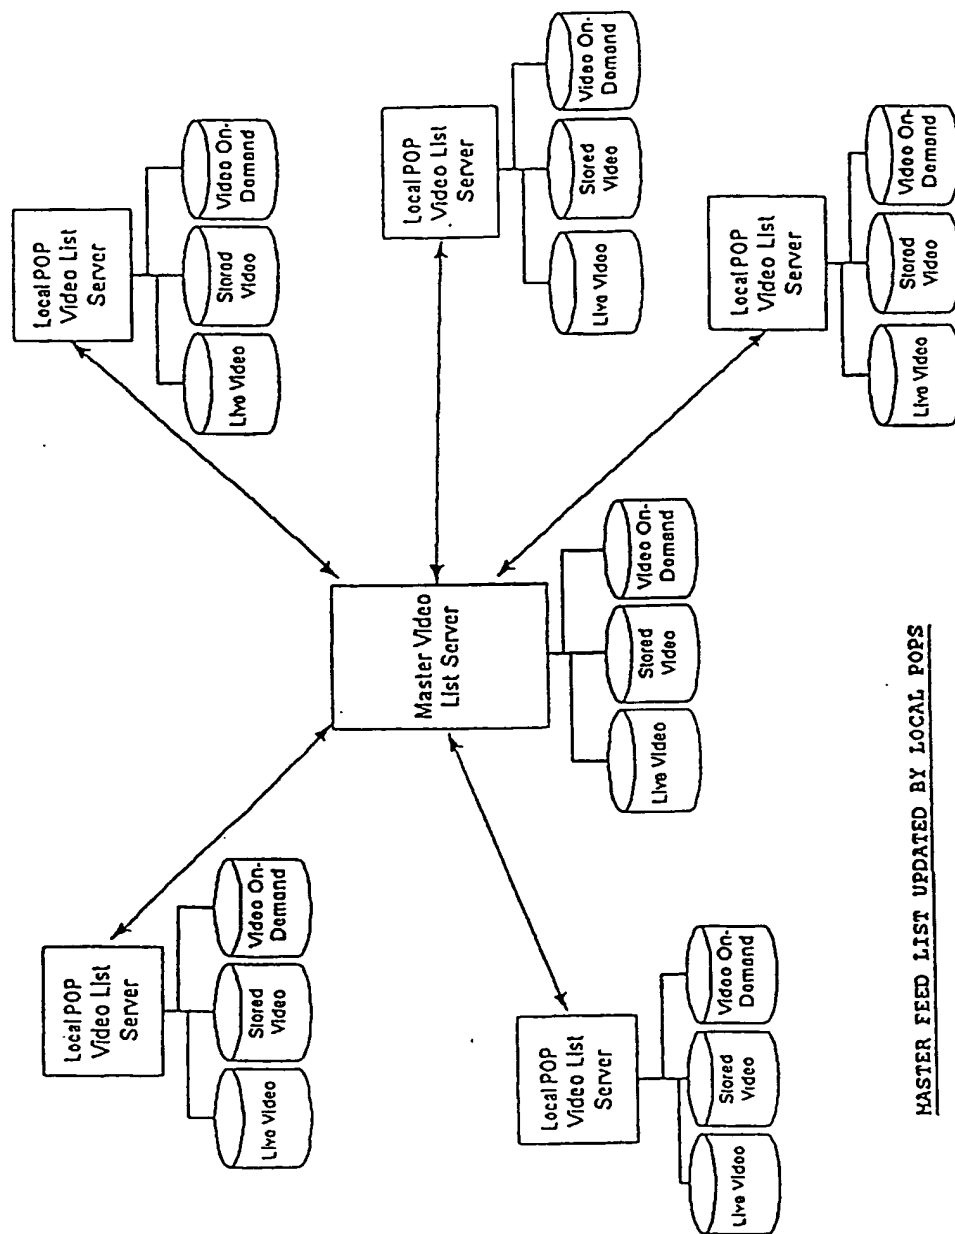 Local POP
Video List
Server
Live Video
Stored
Video
Video On-
Demand
Local POP
Video List
Server
Live Video
Stored
Video
Video On-
Demand
Master Video
List Server
Live Video
Stored
Video
Video On-
Demand
Local POP
Video List
Server
Live Video
Stored
Video
Video On-
Demand
Local POP
Video List
Server
Live Video
Stored
Video
Video On-
Demand
Local POP
Video List
Server
Live Video
Stored
Video
Video On-
Demand
MASTER FEED LIST UPDATED BY LOCAL POPS